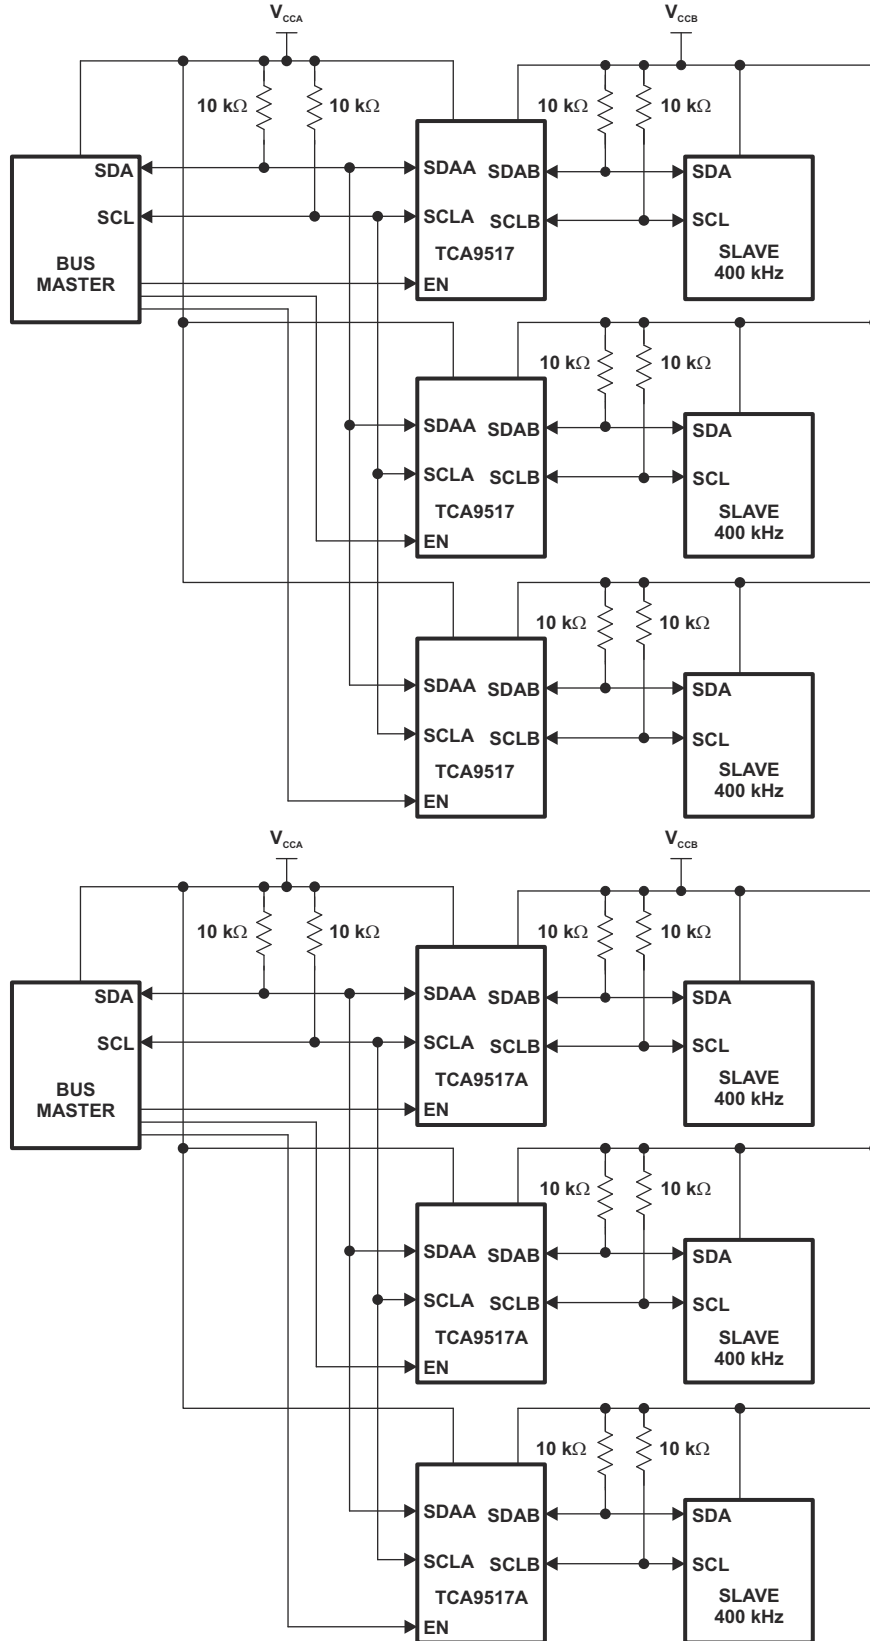 VCCA VCCB
10 kΩ 10 kΩ 10 kΩ 10 kΩ
SDA SDAA SDAB SDA
SCL SCLA SCLB SCL
BUS MASTER
TCA9517
EN
SLAVE
400 kHz
10 kΩ 10 kΩ
SDAA SDAB SDA
SCLA SCLB SCL
TCA9517
EN
SLAVE
400 kHz
10 kΩ 10 kΩ
SDAA SDAB SDA
SCLA SCLB SCL
TCA9517
EN
SLAVE
400 kHz
VCCA VCCB
10 kΩ 10 kΩ 10 kΩ 10 kΩ
SDA SDAA SDAB SDA
SCL SCLA SCLB SCL
BUS MASTER
TCA9517A
EN
SLAVE
400 kHz
10 kΩ 10 kΩ
SDAA SDAB SDA
SCLA SCLB SCL
TCA9517A
EN
SLAVE
400 kHz
10 kΩ 10 kΩ
SDAA SDAB SDA
SCLA SCLB SCL
TCA9517A
EN
SLAVE
400 kHz